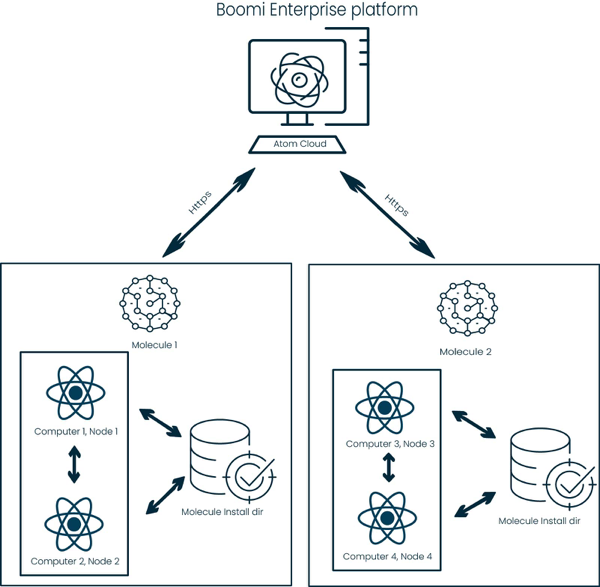 Boomi Enterprise platform
Atom Cloud
Https
Https
Molecule 1
Computer 1, Node 1
Computer 2, Node 2
Molecule Install dir
Molecule 2
Computer 3, Node 3
Computer 4, Node 4
Molecule Install dir